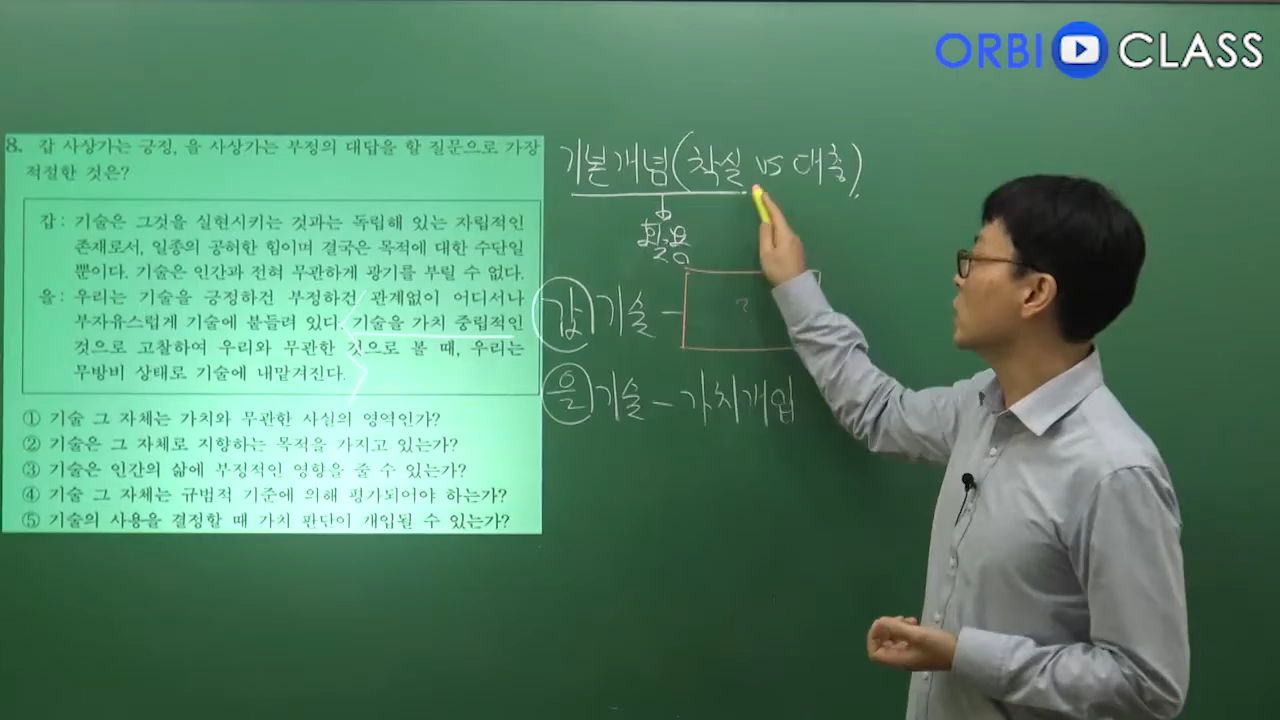 ORBI CLASS
8. 갑 사상가는 긍정, 을 사상가는 부정의 대답을 할 질문으로 가장
적절한 것은?
갑: 기술은 그것을 실현시키는 것과는 독립해 있는 자립적인
존재로서, 일종의 공허한 힘이며 결국은 목적에 대한 수단일
뿐이다. 기술은 인간과 전혀 무관하게 광기를 부릴 수 없다.
을: 우리는 기술을 긍정하건 부정하건 관계없이 어디서나
부자유스럽게 기술에 붙들려 있다. 기술을 가치 중립적인
것으로 고찰하여 우리와 무관한 것으로 볼 때, 우리는
무방비 상태로 기술에 내맡겨진다.
① 기술 그 자체는 가치와 무관한 사실의 영역인가?
② 기술은 그 자체로 지향하는 목적을 가지고 있는가?
③ 기술은 인간의 삶에 부정적인 영향을 줄 수 있는가?
④ 기술 그 자체는 규범적 기준에 의해 평가되어야 하는가?
⑤ 기술의 사용을 결정할 때 가치 판단이 개입될 수 있는가?
기본개념(착실 vs 대충)
활용
갑 기술 - ?
을 기술 - 가치개입